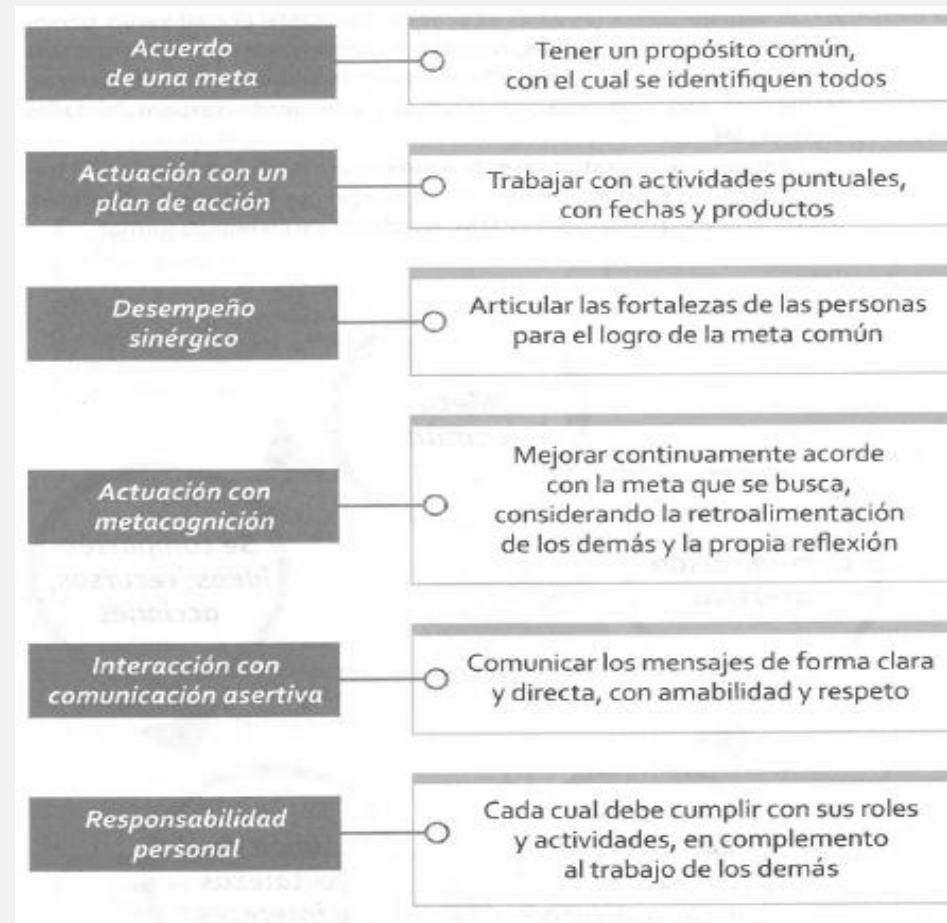 Acuerdo
de una meta
Tener un propósito común,
con el cual se identifiquen todos
Actuación con un
plan de acción
Trabajar con actividades puntuales,
con fechas y productos
Desempeño
sinérgico
Articular las fortalezas de las personas
para el logro de la meta común
Actuación con
metacognición
Mejorar continuamente acorde
con la meta que se busca,
considerando la retroalimentación
de los demás y la propia reflexión
Interacción con
comunicación asertiva
Comunicar los mensajes de forma clara
y directa, con amabilidad y respeto
Responsabilidad
personal
Cada cual debe cumplir con sus roles
y actividades, en complemento
al trabajo de los demás